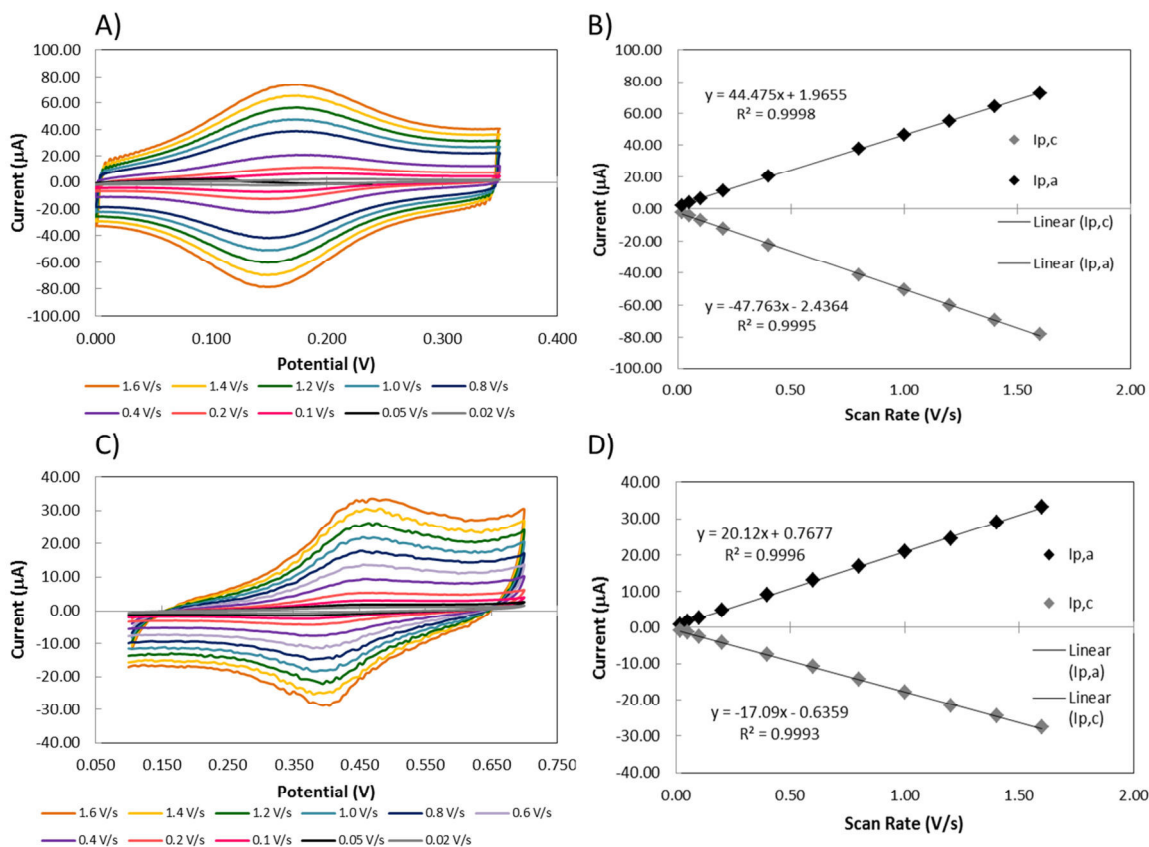 A)
100.00
80.00
60.00
40.00
20.00
0.00
-20.00
-40.00
-60.00
-80.00
-100.00
Current (µA)
0.000 0.100 0.200 0.300 0.400
Potential (V)
1.6 V/s 1.4 V/s 1.2 V/s 1.0 V/s 0.8 V/s
0.4 V/s 0.2 V/s 0.1 V/s 0.05 V/s 0.02 V/s
B)
100.00
80.00
60.00
40.00
20.00
0.00
-20.00
-40.00
-60.00
-80.00
-100.00
Current (µA)
y = 44.475x + 1.9655
R² = 0.9998
Ip,c
Ip,a
Linear (Ip,c)
Linear (Ip,a)
y = -47.763x - 2.4364
R² = 0.9995
0.00 0.50 1.00 1.50 2.00
Scan Rate (V/s)
C)
40.00
30.00
20.00
10.00
0.00
-10.00
-20.00
-30.00
-40.00
Current (µA)
0.050 0.150 0.250 0.350 0.450 0.550 0.650 0.750
Potential (V)
1.6 V/s 1.4 V/s 1.2 V/s 1.0 V/s 0.8 V/s 0.6 V/s
0.4 V/s 0.2 V/s 0.1 V/s 0.05 V/s 0.02 V/s
D)
40.00
30.00
20.00
10.00
0.00
-10.00
-20.00
-30.00
-40.00
Current (µA)
y = 20.12x + 0.7677
R² = 0.9996
Ip,a
Ip,c
Linear
(Ip,a)
Linear
(Ip,c)
y = -17.09x - 0.6359
R² = 0.9993
0.00 0.50 1.00 1.50 2.00
Scan Rate (V/s)